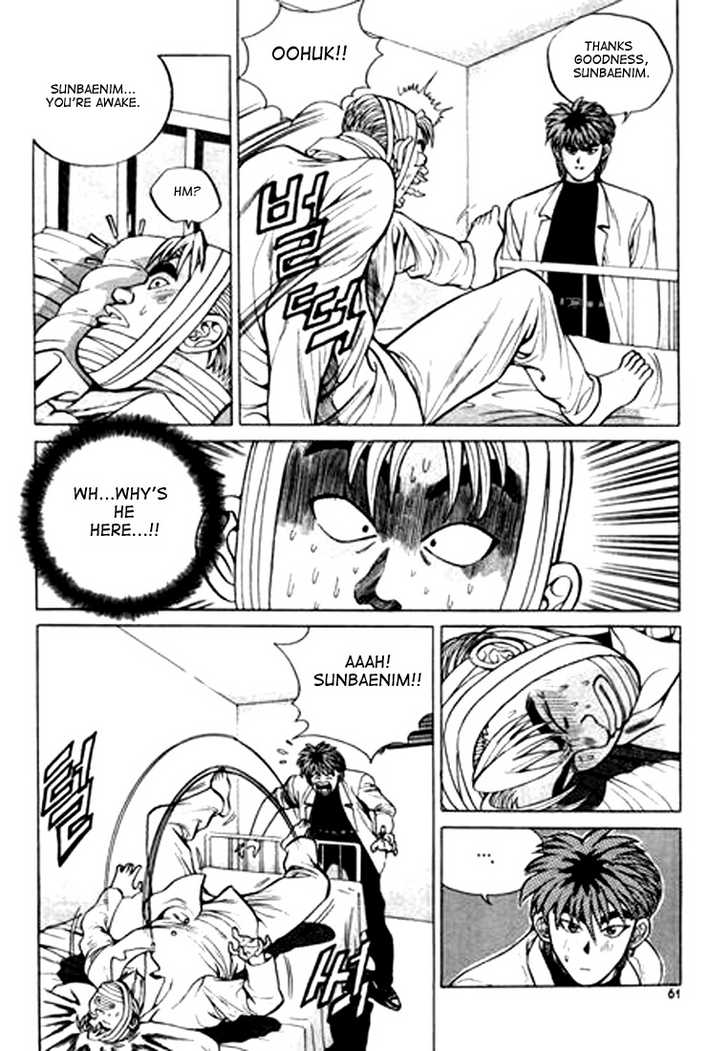 SUNBAENIM...
YOU'RE AWAKE.
HM?
OOHUK!!
THANKS
GOODNESS,
SUNBAENIM.
벌
떡
WH...WHY'S
HE
HERE...!!
AAAH!
SUNBAENIM!!
...
61